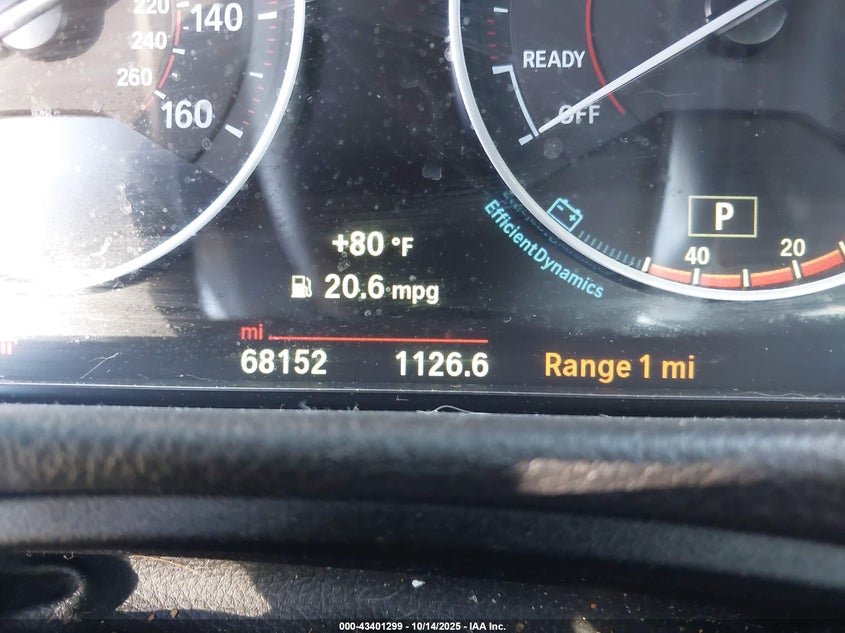 220
140
240
260
160
READY
OFF
EfficientDynamics
P
40
20
+80 °F
20.6 mpg
mi
68152
1126.6
Range 1 mi
000-43401299 - 10/14/2025 - IAA Inc.